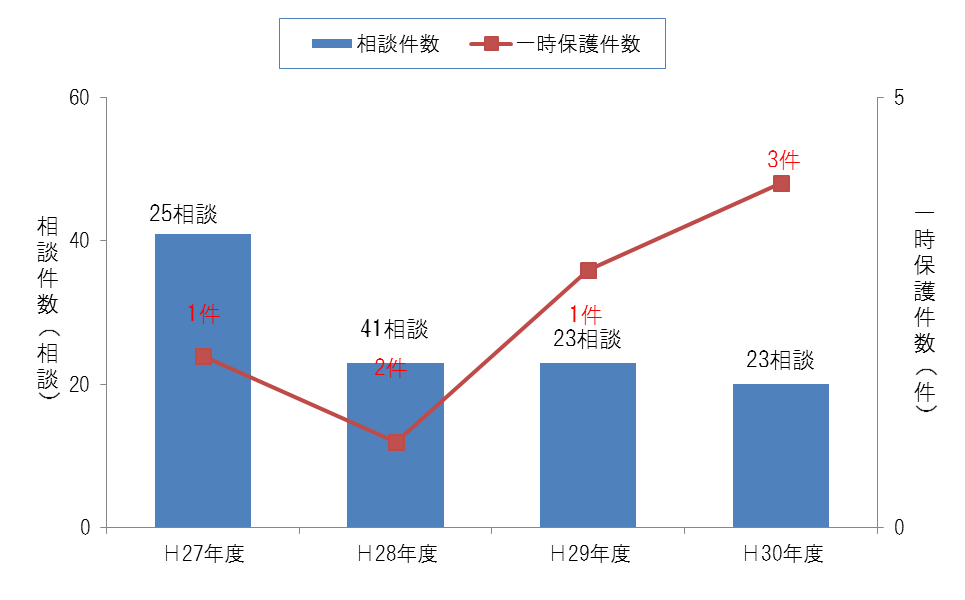 相談件数 一時保護件数
60
40
20
0
相談件数(相談)
5
0
一時保護件数(件)
25相談
41相談
23相談
23相談
1件
2件
1件
3件
H27年度 H28年度 H29年度 H30年度